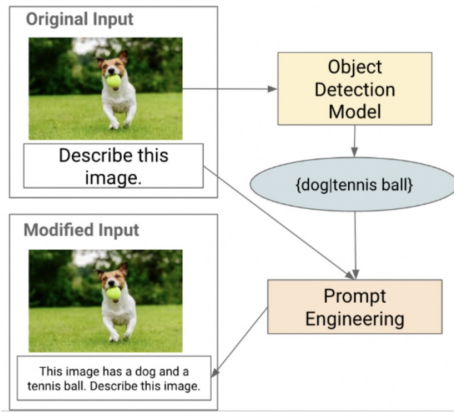 Original Input
Describe this
image.
Object
Detection
Model
{dog|tennis ball}
Modified Input
This image has a dog and a
tennis ball. Describe this image.
Prompt
Engineering